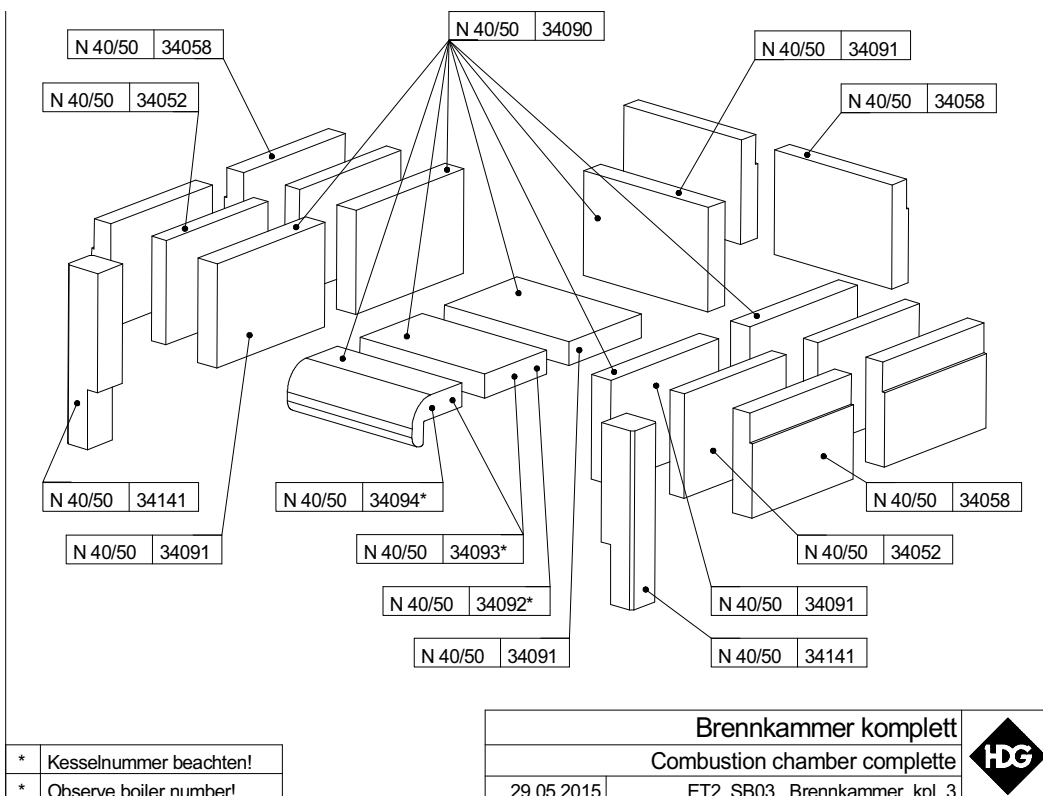 N 40/50 34090
N 40/50 34058
N 40/50 34091
N 40/50 34052
N 40/50 34058
N 40/50 34141
N 40/50 34094*
N 40/50 34058
N 40/50 34091
N 40/50 34093*
N 40/50 34052
N 40/50 34092*
N 40/50 34091
N 40/50 34091
N 40/50 34141
Brennkammer komplett
HDG
* Kesselnummer beachten!
Combustion chamber complette
* Observe boiler number!
29.05.2015 ET2_SB03_ Brennkammer_kpl_3